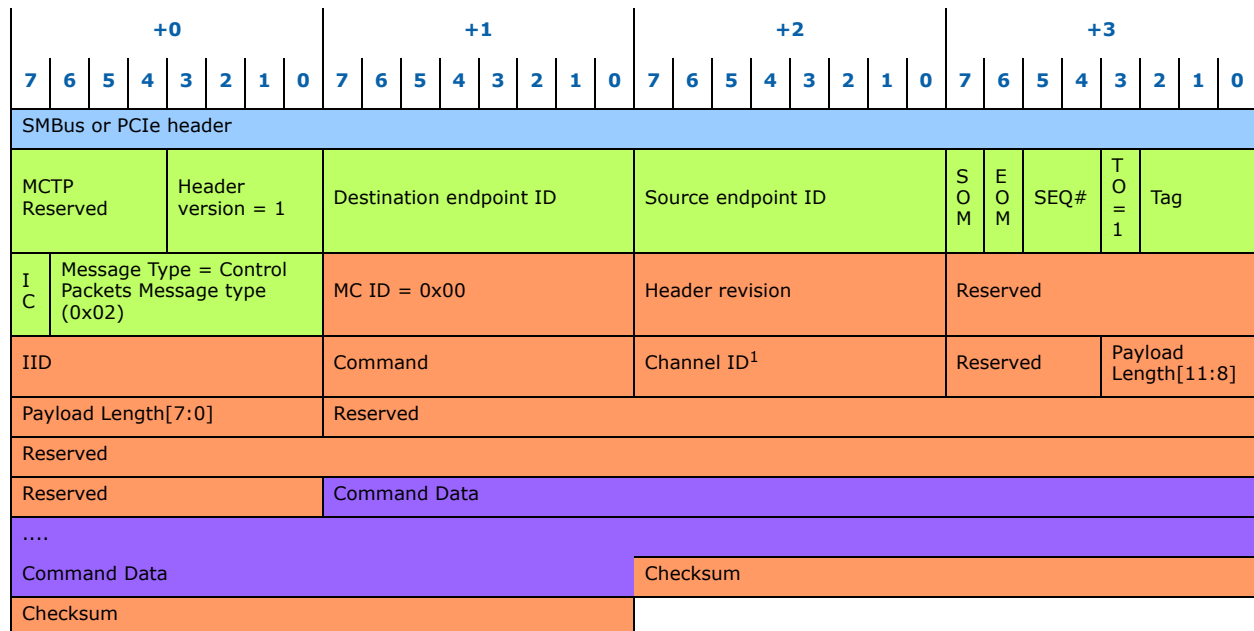 +0 +1 +2 +3
7 6 5 4 3 2 1 0 7 6 5 4 3 2 1 0 7 6 5 4 3 2 1 0 7 6 5 4 3 2 1 0
SMBus or PCIe header
MCTP
Reserved
Header
version = 1
Destination endpoint ID
Source endpoint ID
S
O
M
E
O
M
SEQ#
T
O
=
1
Tag
I
C
Message Type = Control
Packets Message type
(0x02)
MC ID = 0x00
Header revision
Reserved
IID
Command
Channel ID1
Reserved
Payload
Length[11:8]
Payload Length[7:0]
Reserved
Reserved
Reserved
Command Data
....
Command Data
Checksum
Checksum